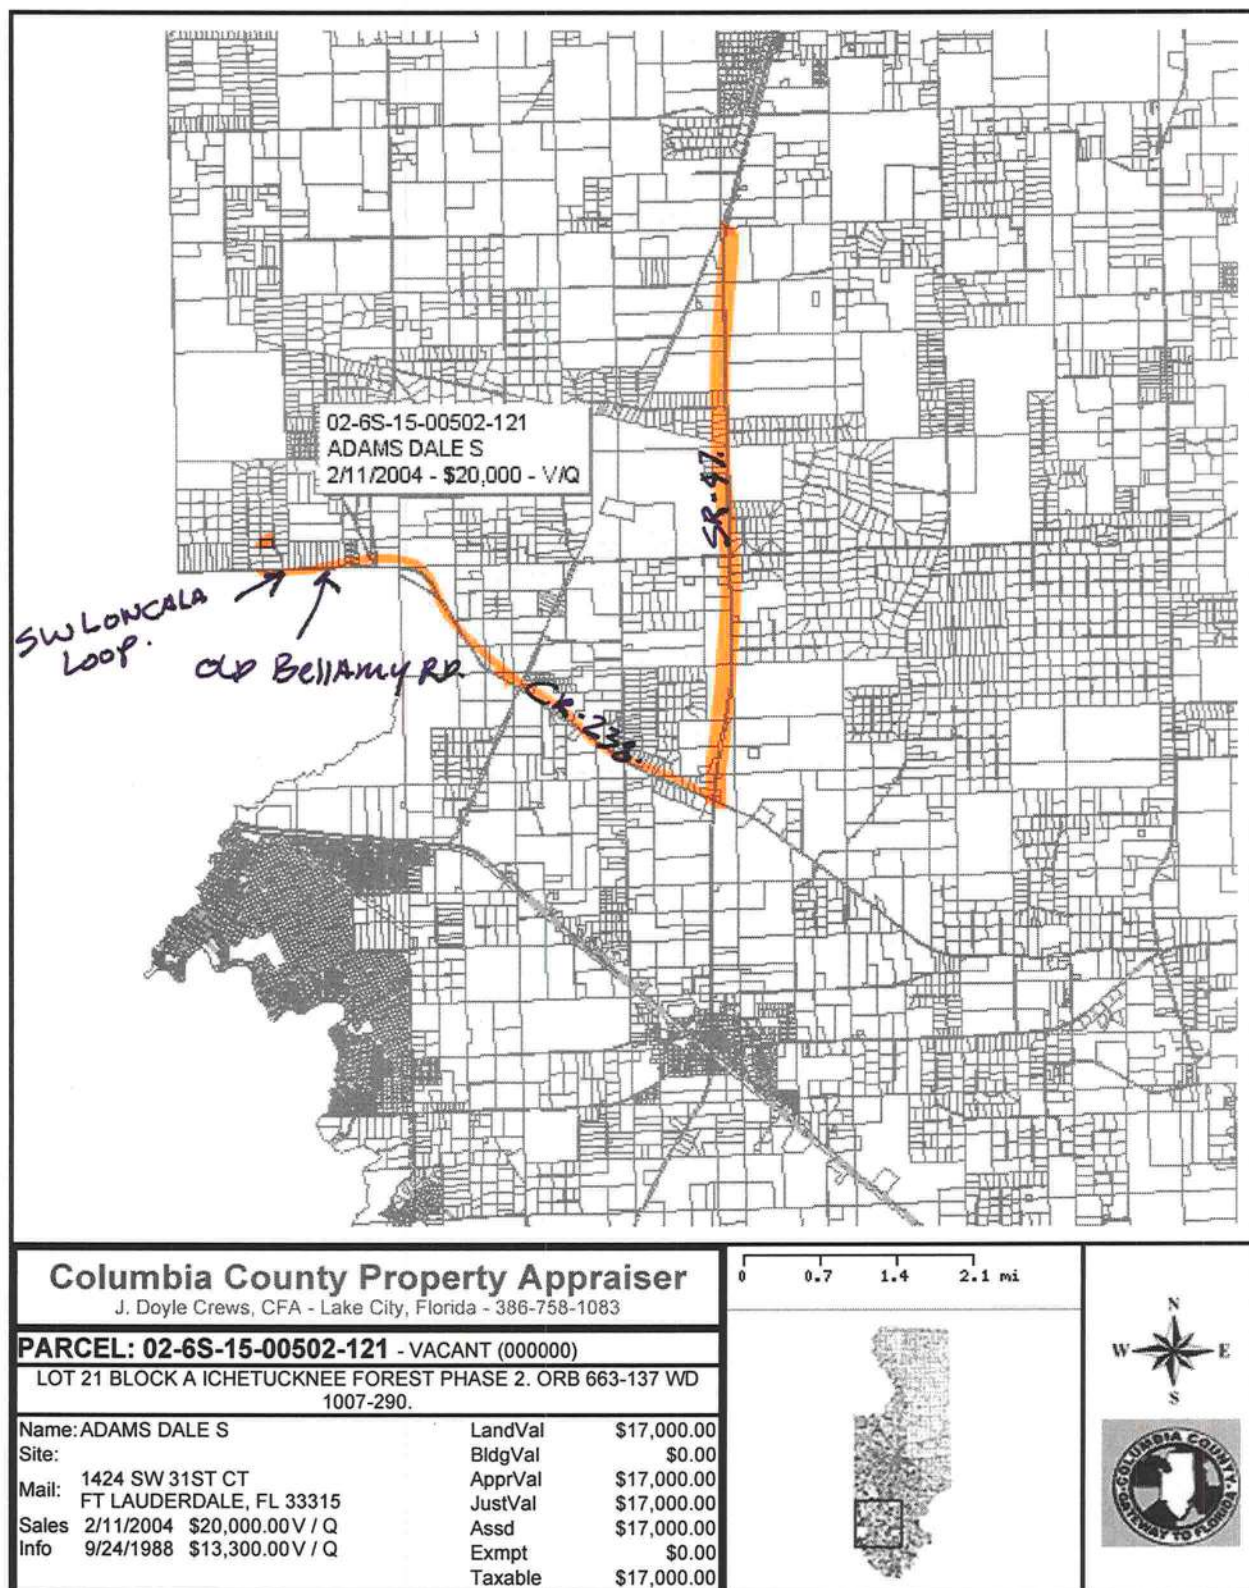 02-6S-15-00502-121
ADAMS DALE S
2/11/2004 - $20,000 - V/Q
SR-47.
SW LONCALA
LOOP.
OLD BellAmy RD.
CR-238.
Columbia County Property Appraiser
J. Doyle Crews, CFA - Lake City, Florida - 386-758-1083
PARCEL: 02-6S-15-00502-121 - VACANT (000000)
LOT 21 BLOCK A ICHETUCKNEE FOREST PHASE 2. ORB 663-137 WD
1007-290.
Name: ADAMS DALE S
Site:
Mail: 1424 SW 31ST CT
FT LAUDERDALE, FL 33315
Sales 2/11/2004 $20,000.00 V / Q
Info 9/24/1988 $13,300.00 V / Q
LandVal $17,000.00
BldgVal $0.00
ApprVal $17,000.00
JustVal $17,000.00
Assd $17,000.00
Exmpt $0.00
Taxable $17,000.00
0 0.7 1.4 2.1 mi
N
W E
S
COLUMBIA COUNTY
GATEWAY TO FLORIDA